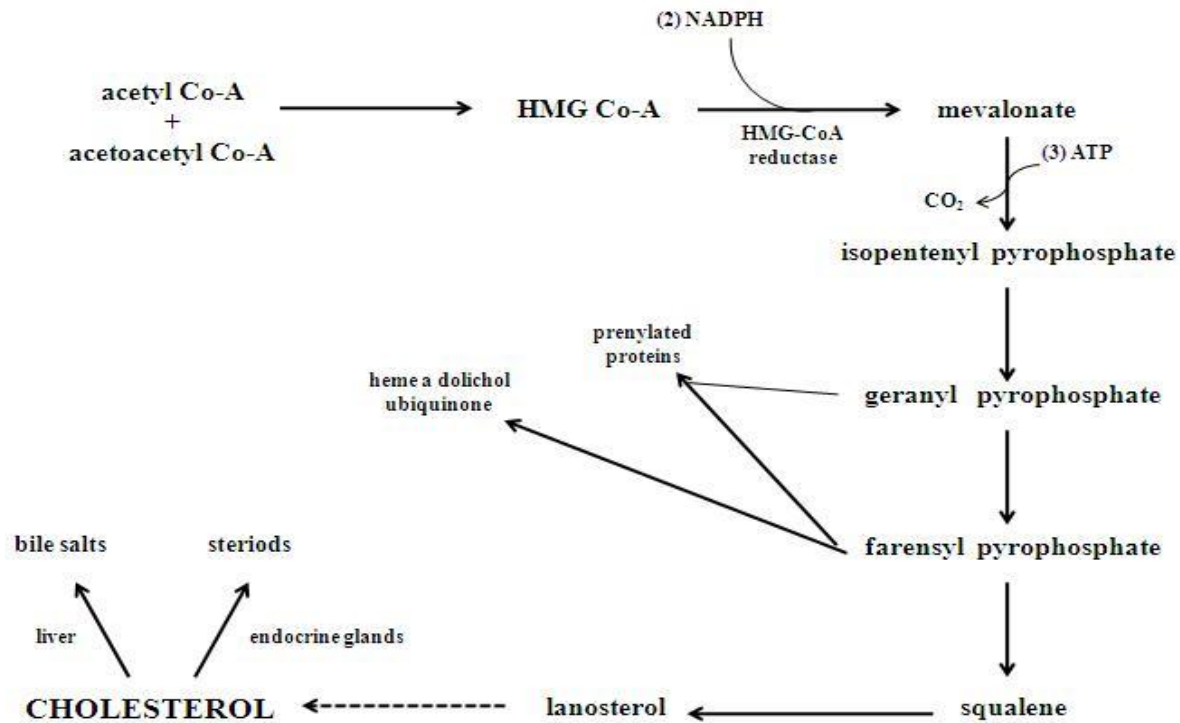 (2) NADPH
acetyl Co-A
+
acetoacetyl Co-A
HMG Co-A
HMG-CoA
reductase
mevalonate
(3) ATP
CO₂
isopentenyl pyrophosphate
prenylated
proteins
heme a dolichol
ubiquinone
geranyl pyrophosphate
farensyl pyrophosphate
bile salts
steriods
liver
endocrine glands
CHOLESTEROL
lanosterol
squalene